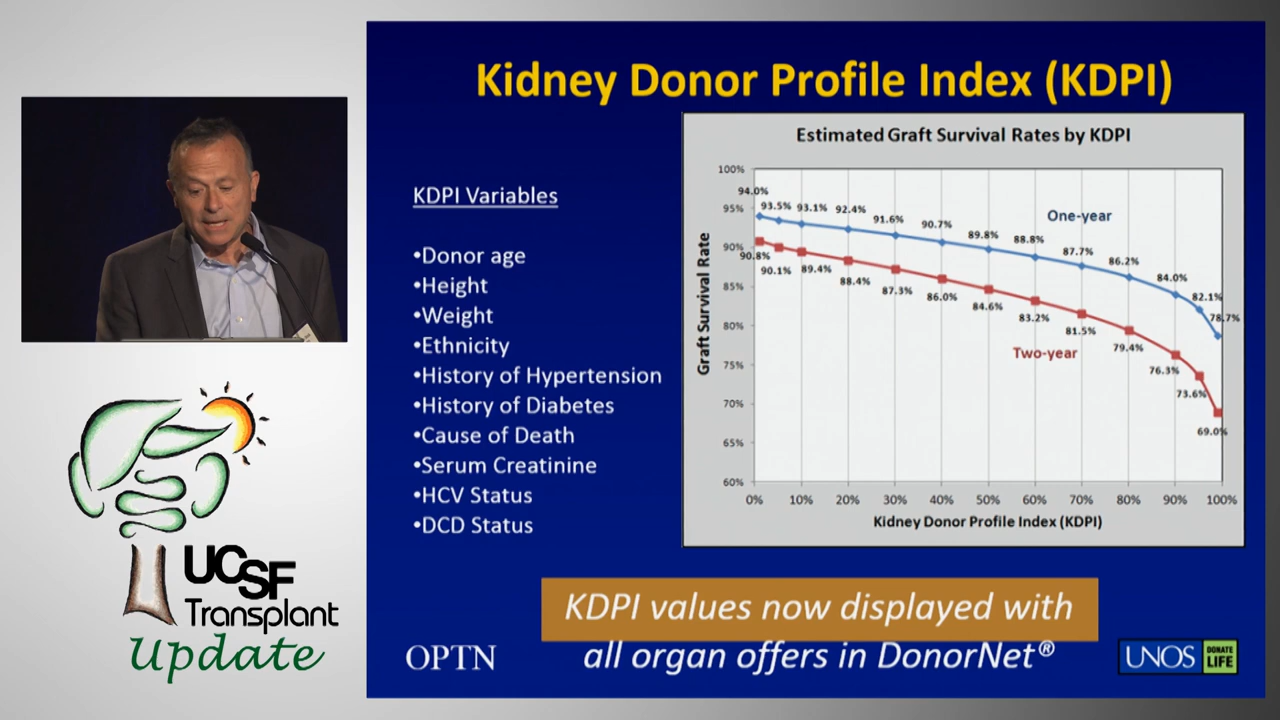 Kidney Donor Profile Index (KDPI)
KDPI Variables
•Donor age
•Height
•Weight
•Ethnicity
•History of Hypertension
•History of Diabetes
•Cause of Death
•Serum Creatinine
•HCV Status
•DCD Status
Estimated Graft Survival Rates by KDPI
Graft Survival Rate
100%
95%
90%
85%
80%
75%
70%
65%
60%
94.0%
93.5%
93.1%
92.4%
91.6%
90.7%
89.8%
88.8%
87.7%
86.2%
84.0%
82.1%
78.7%
One-year
90.8%
90.1%
89.4%
88.4%
87.3%
86.0%
84.6%
83.2%
81.5%
79.4%
76.3%
73.6%
69.0%
Two-year
0% 10% 20% 30% 40% 50% 60% 70% 80% 90% 100%
Kidney Donor Profile Index (KDPI)
KDPI values now displayed with
all organ offers in DonorNet®
OPTN
UNOS
DONATE
LIFE
UCSF
Transplant
Update